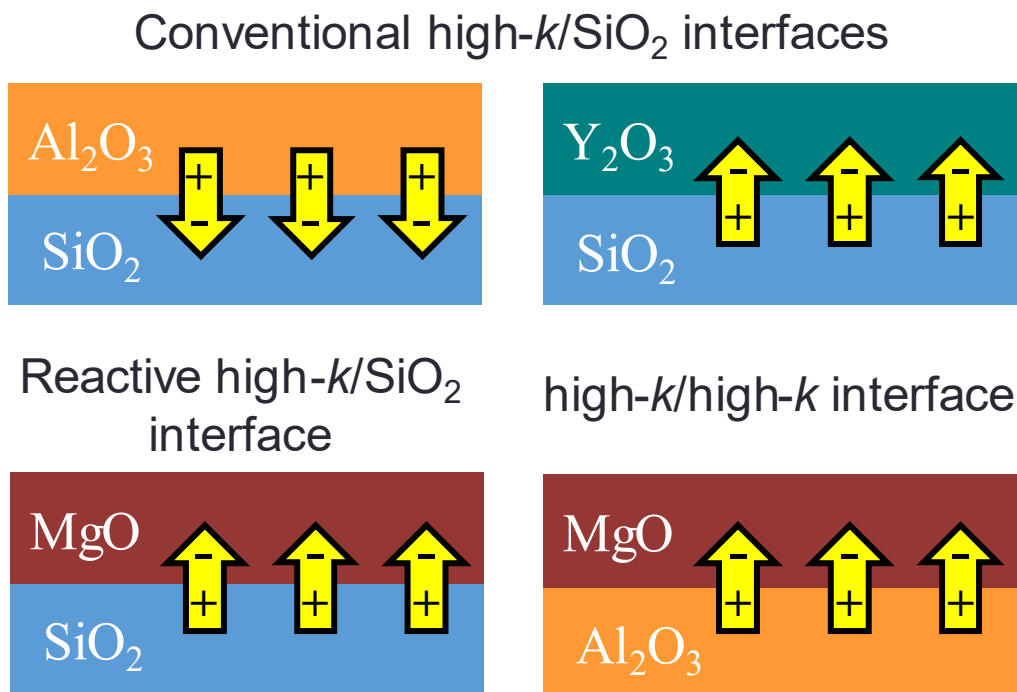 Conventional high-k/SiO₂ interfaces
Al₂O₃
+ + +
- - -
SiO₂
Y₂O₃
- - -
+ + +
SiO₂
Reactive high-k/SiO₂
interface
MgO
- - -
+ + +
SiO₂
high-k/high-k interface
MgO
- - -
+ + +
Al₂O₃